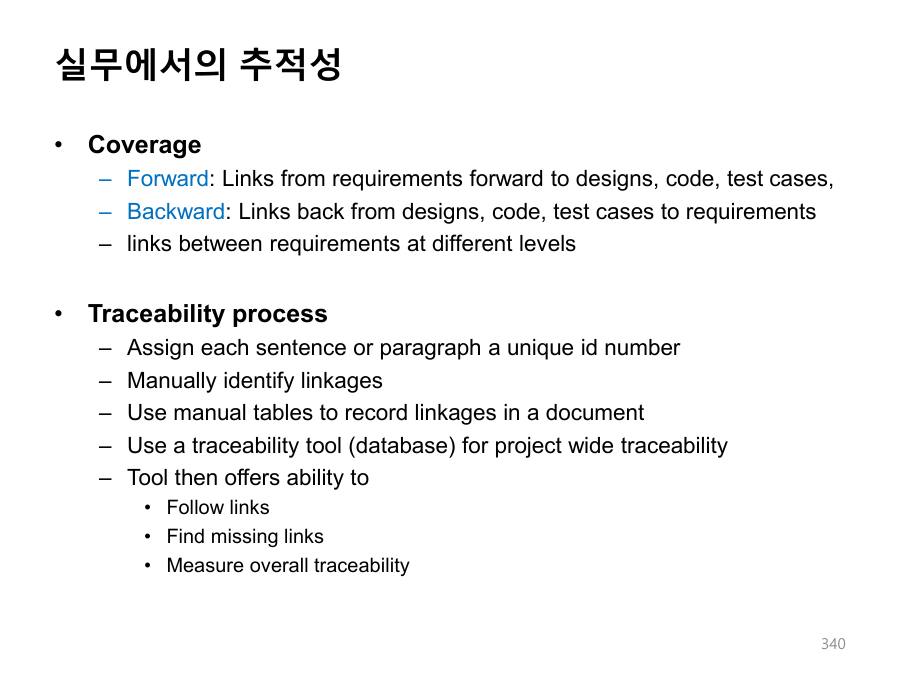 실무에서의 추적성
• Coverage
– Forward: Links from requirements forward to designs, code, test cases,
– Backward: Links back from designs, code, test cases to requirements
– links between requirements at different levels
• Traceability process
– Assign each sentence or paragraph a unique id number
– Manually identify linkages
– Use manual tables to record linkages in a document
– Use a traceability tool (database) for project wide traceability
– Tool then offers ability to
• Follow links
• Find missing links
• Measure overall traceability
340